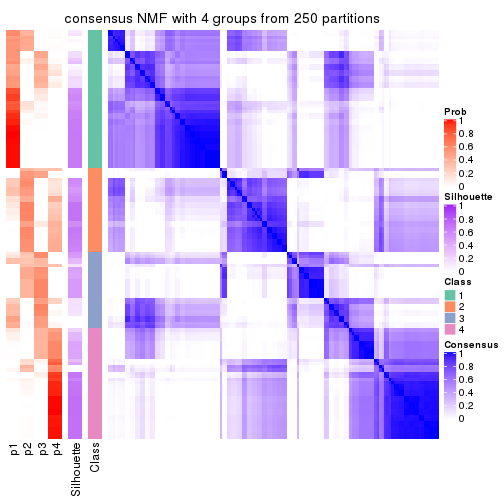 consensus NMF with 4 groups from 250 partitions
Prob
1
0.8
0.6
0.4
0.2
0
Silhouette
1
0.8
0.6
0.4
0.2
0
Class
1
2
3
4
Consensus
1
0.8
0.6
0.4
0.2
0
p1
p2
p3
p4
Silhouette
Class